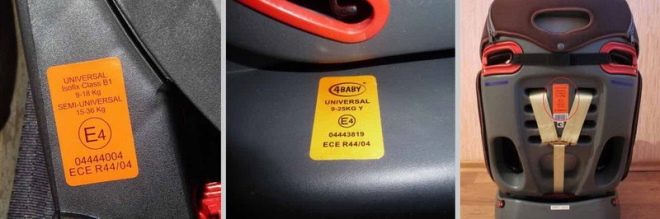 UNIVERSAL
Isofix Class B1
9-18 Kg
SEMI-UNIVERSAL
15-36 Kg
E4
04444004
ECE R44/04
4BABY
UNIVERSAL
9-25KG Y
E4
04443819
ECE R44/04